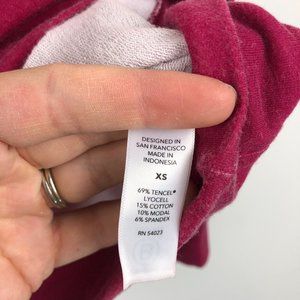 DESIGNED IN
SAN FRANCISCO
MADE IN
INDONESIA
XS
69% TENCEL®
LYOCELL
15% COTTON
10% MODAL
6% SPANDEX
RN 54023